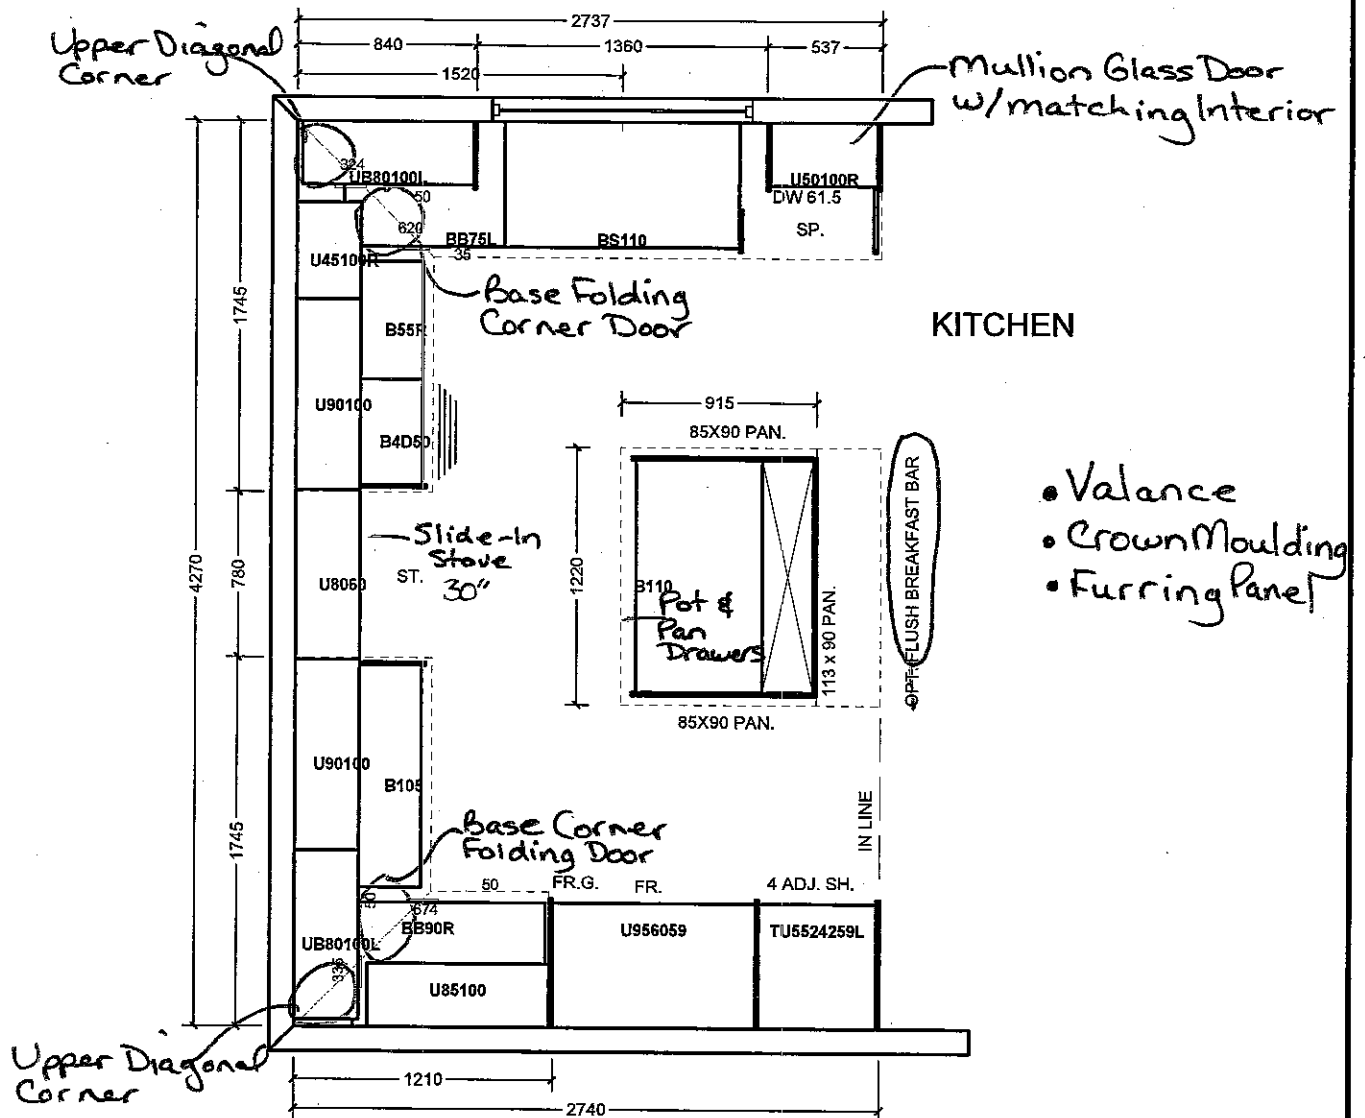 2737
840
1360
537
1520
Upper Diagonal
Corner
Mullion Glass Door
w/matching Interior
324
UB80100L
50
620
BB75L
35
BS110
U50100R
DW 61.5
SP.
U45100R
Base Folding
Corner Door
B55R
KITCHEN
1745
U90100
B4D50
915
85X90 PAN.
OPT. FLUSH BREAKFAST BAR
• Valance
• Crown Moulding
• Furring Panel
4270
780
U8060
Slide-In
Stove
30"
ST.
1220
B110
Pot &
Pan
Drawers
113 x 90 PAN.
85X90 PAN.
1745
U90100
B105
Base Corner
Folding Door
IN LINE
50
FR.G.
FR.
4 ADJ. SH.
50
674
BB90R
U956059
TU5524259L
UB80100L
U85100
Upper Diagonal
Corner
1210
2740